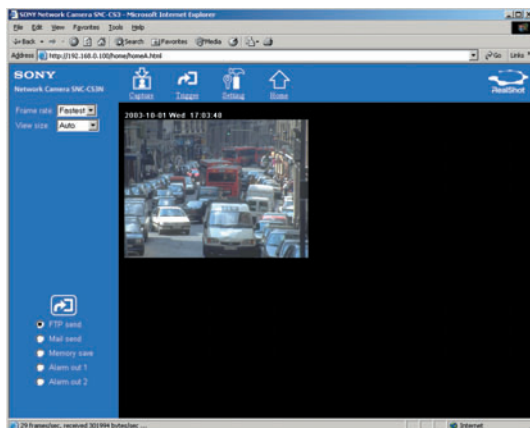 SONY Network Camera SNC-CS3 - Microsoft Internet Explorer
File Edit View Favorites Tools Help
Back Search Favorites Media
Address http://192.168.0.100/home/homeA.html Go Links
SONY
Network Camera SNC-CS3N
Capture Trigger Setting Home
RealShot
Frame rate Fastest
View size Auto
2003-10-01 Wed 17:03:48
FTP send
Mail send
Memory save
Alarm out 1
Alarm out 2
29 frames/sec, received 301994 bytes/sec ...
Internet